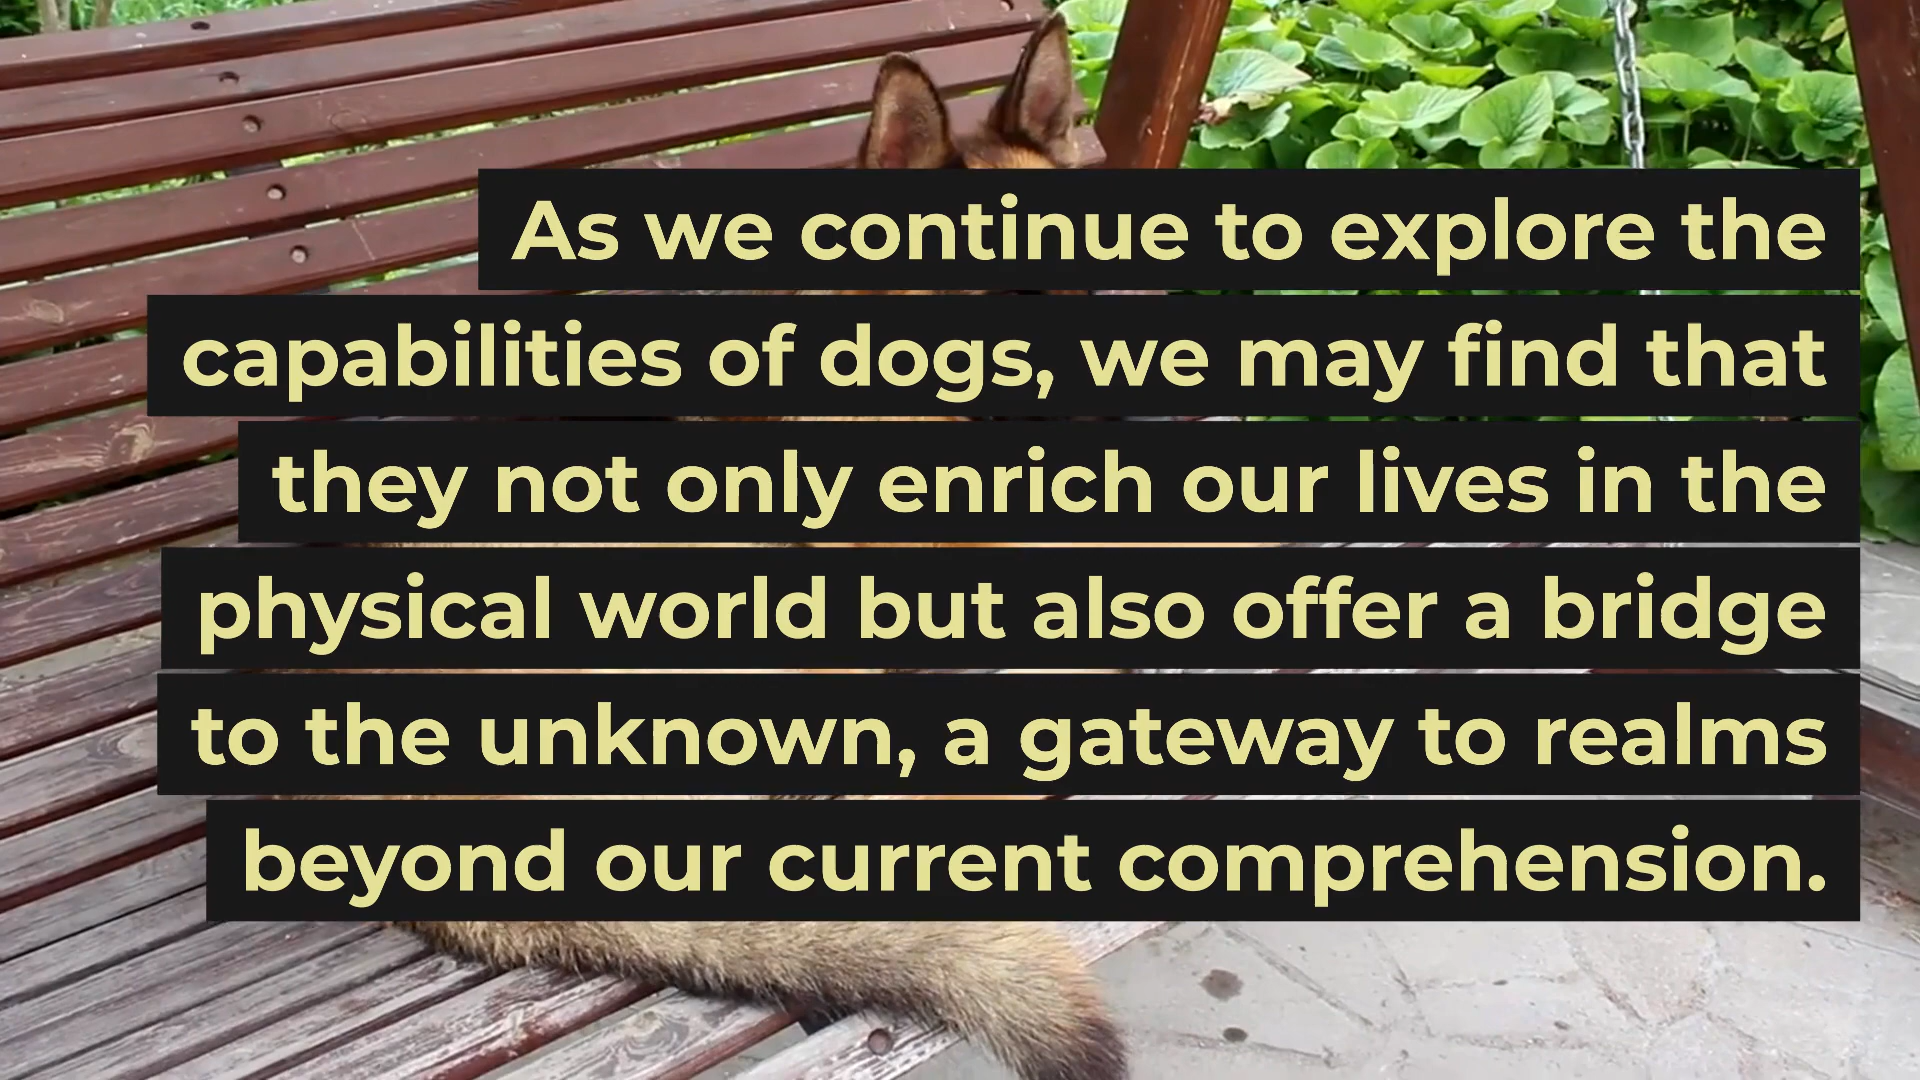 As we continue to explore the
capabilities of dogs, we may find that
they not only enrich our lives in the
physical world but also offer a bridge
to the unknown, a gateway to realms
beyond our current comprehension.